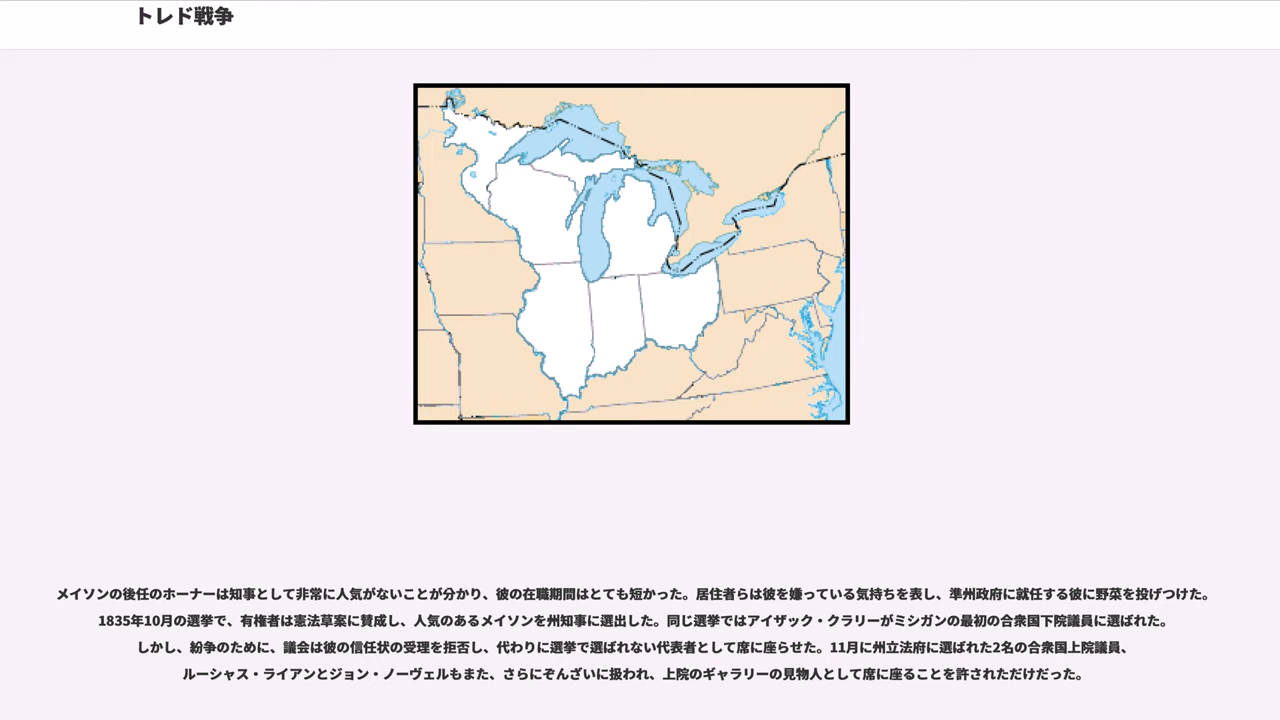 トレド戦争
メイソンの後任のホーナーは知事として非常に人気がないことが分かり、彼の在職期間はとても短かった。居住者らは彼を嫌っている気持ちを表し、準州政府に就任する彼に野菜を投げつけた。
1835年10月の選挙で、有権者は憲法草案に賛成し、人気のあるメイソンを州知事に選出した。同じ選挙ではアイザック・クラリーがミシガンの最初の合衆国下院議員に選ばれた。
しかし、紛争のために、議会は彼の信任状の受理を拒否し、代わりに選挙で選ばれない代表者として席に座らせた。11月に州立法府に選ばれた2名の合衆国上院議員、
ルーシャス・ライアンとジョン・ノーヴェルもまた、さらにぞんざいに扱われ、上院のギャラリーの見物人として席に座ることを許されただけだった。